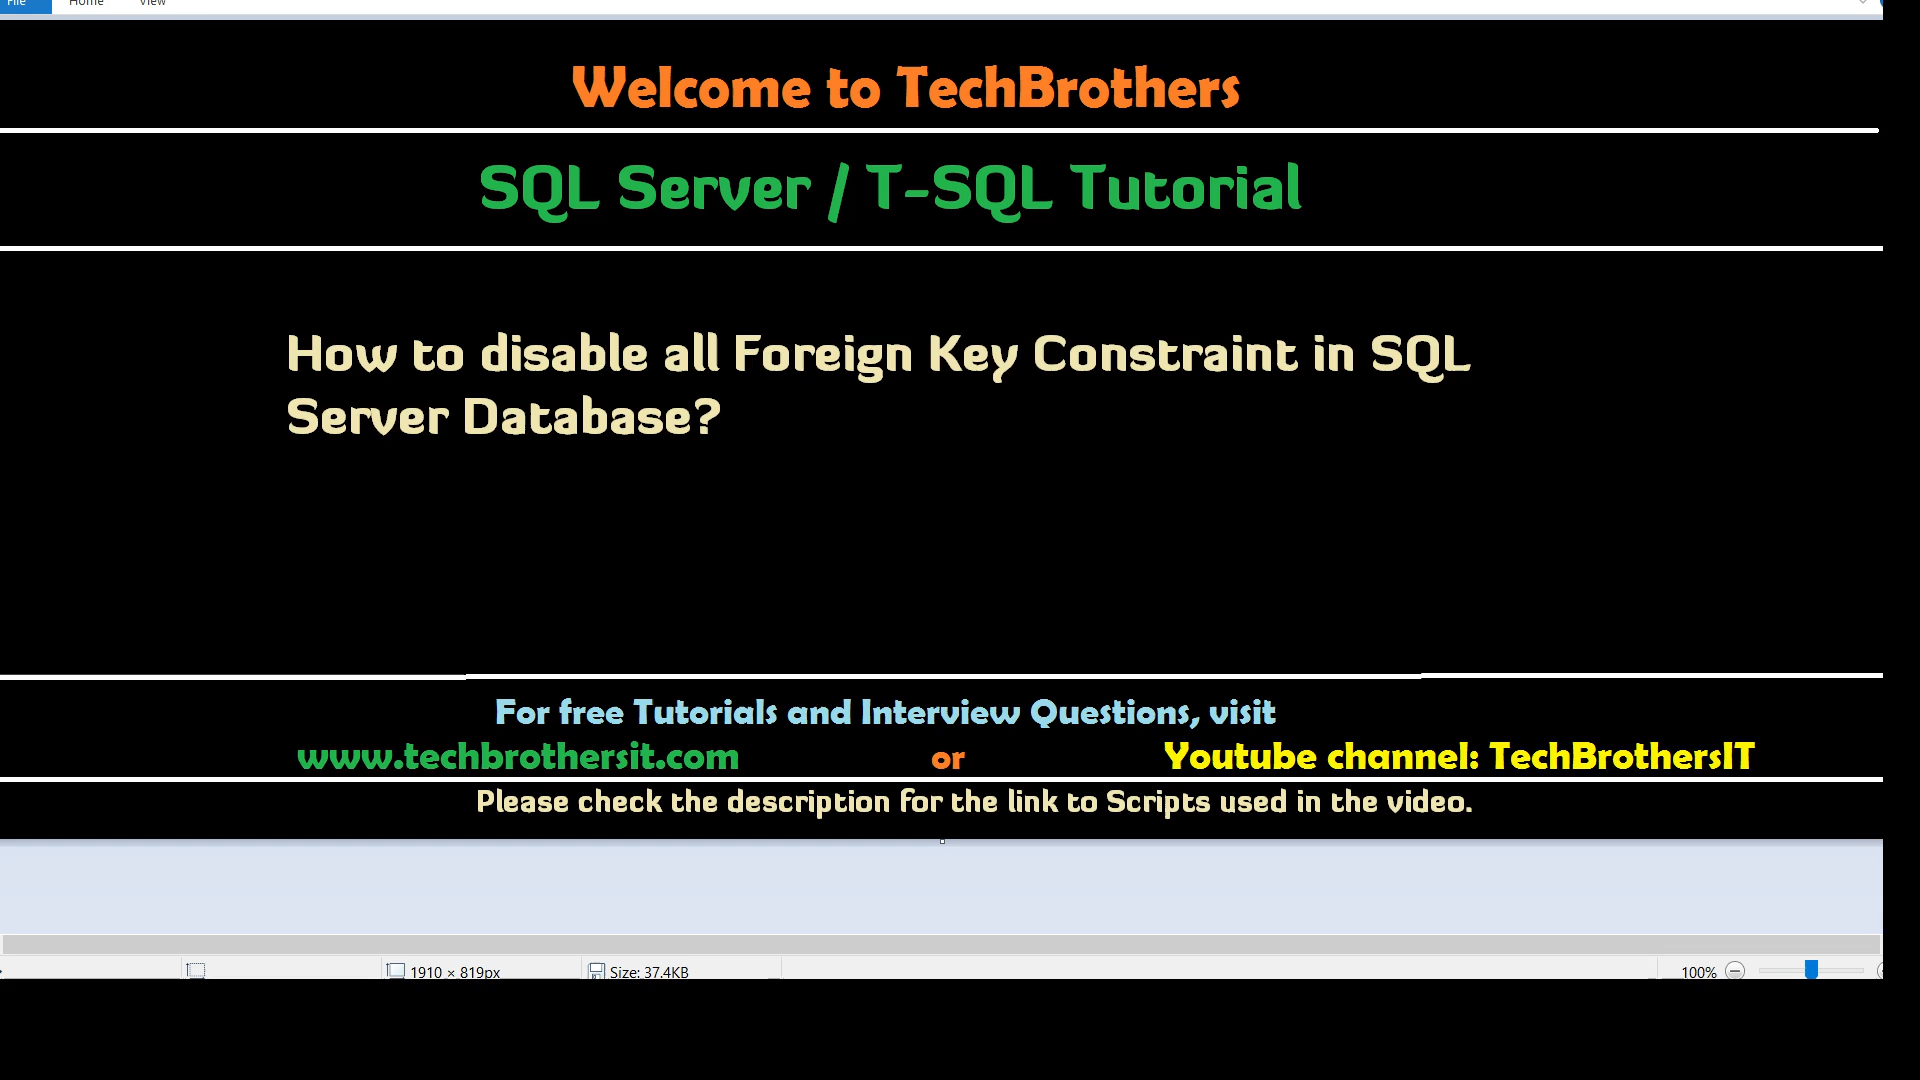 File Home View
Welcome to TechBrothers
SQL Server / T-SQL Tutorial
How to disable all Foreign Key Constraint in SQL
Server Database?
For free Tutorials and Interview Questions, visit
www.techbrothersit.com or Youtube channel: TechBrothersIT
Please check the description for the link to Scripts used in the video.
1910 × 819px Size: 37.4KB 100%